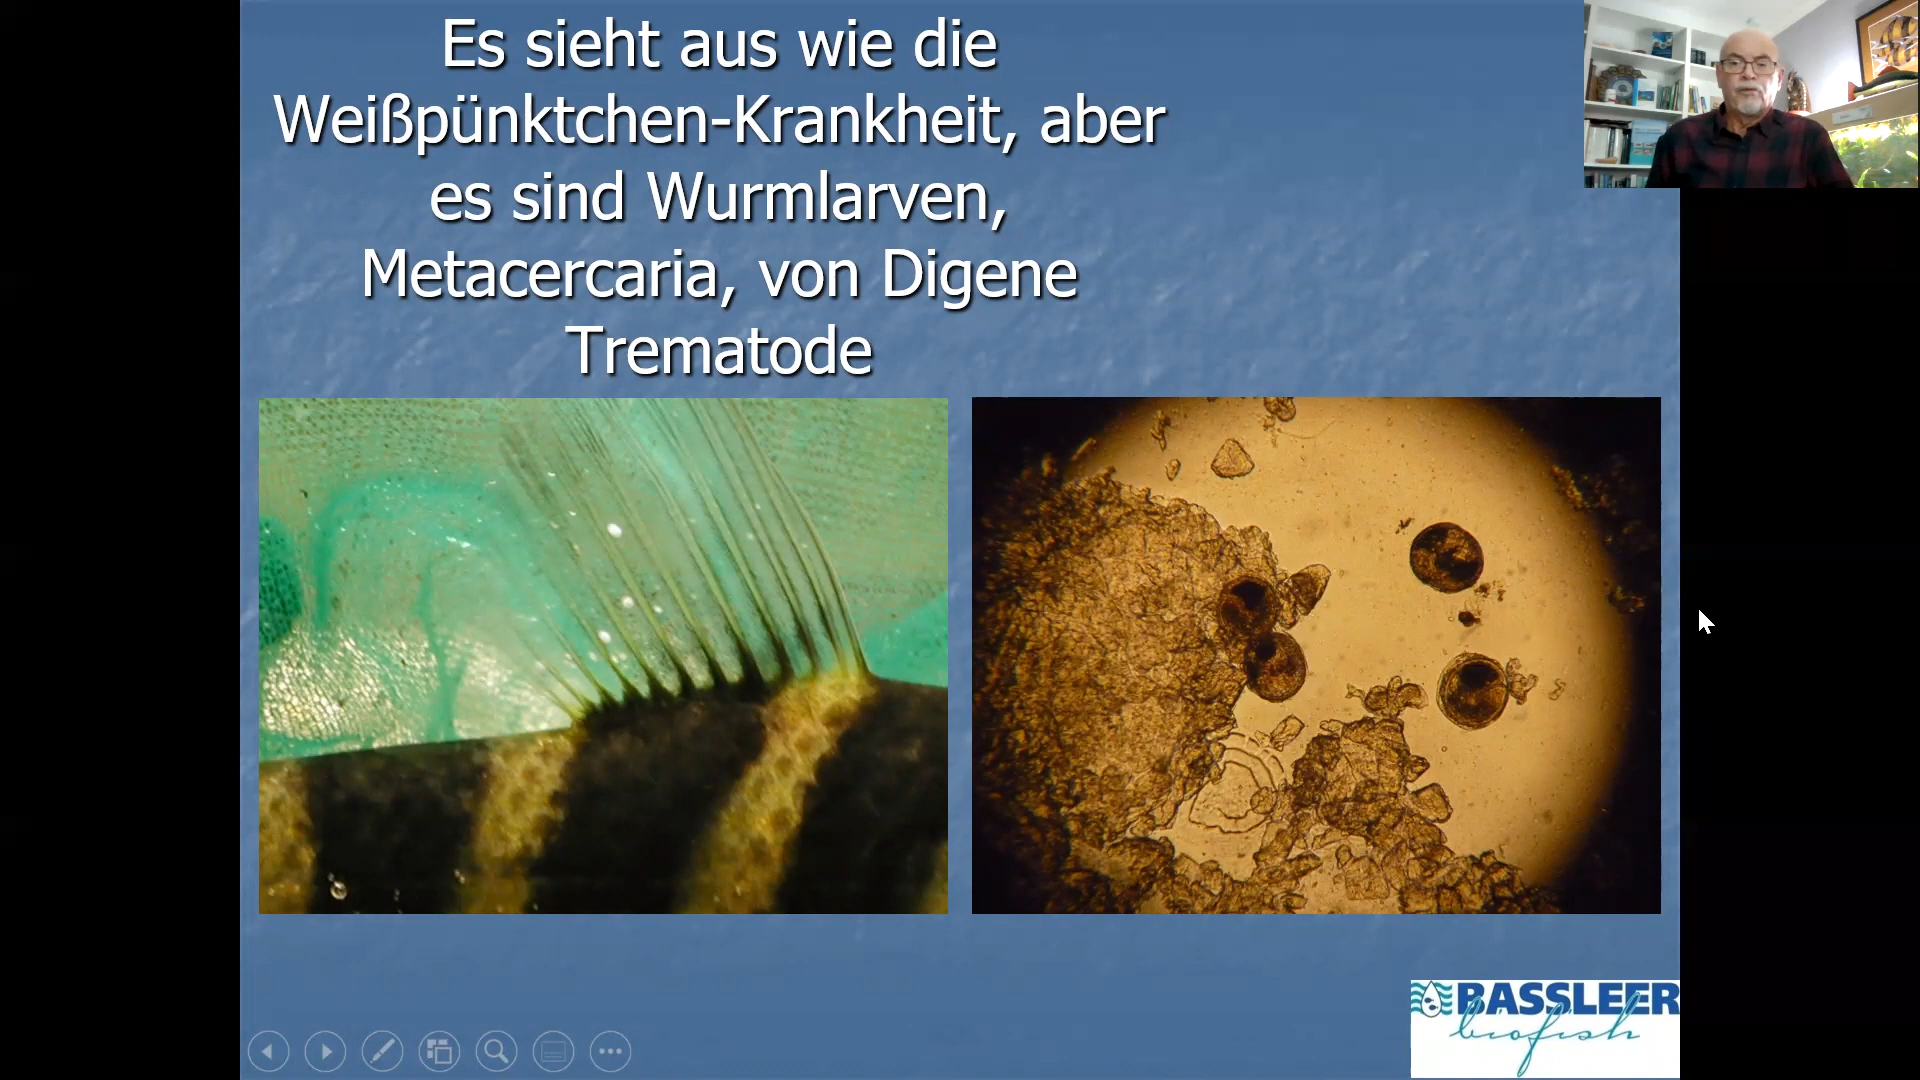 Es sieht aus wie die
Weißpünktchen-Krankheit, aber
es sind Wurmlarven,
Metacercaria, von Digene
Trematode
BASSLEER
biofish